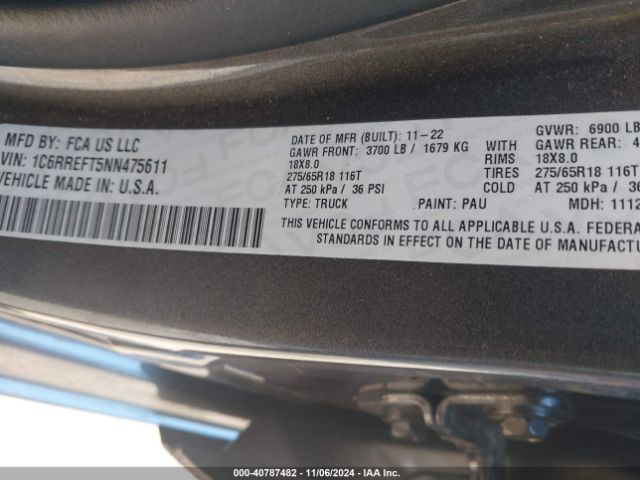 MFD BY: FCA US LLC
VIN: 1C6RREFT5NN475611
VEHICLE MADE IN: U.S.A.
DATE OF MFR (BUILT): 11-22 GVWR: 6900 LB
GAWR FRONT: 3700 LB / 1679 KG WITH GAWR REAR: 4
18X8.0 RIMS 18X8.0
275/65R18 116T TIRES 275/65R18 116T
AT 250 kPa / 36 PSI COLD AT 250 kPa / 36
TYPE: TRUCK PAINT: PAU MDH: 1112
THIS VEHICLE CONFORMS TO ALL APPLICABLE U.S.A. FEDERA
STANDARDS IN EFFECT ON THE DATE OF MANUFACTU
000-40787482 - 11/06/2024 - IAA Inc.